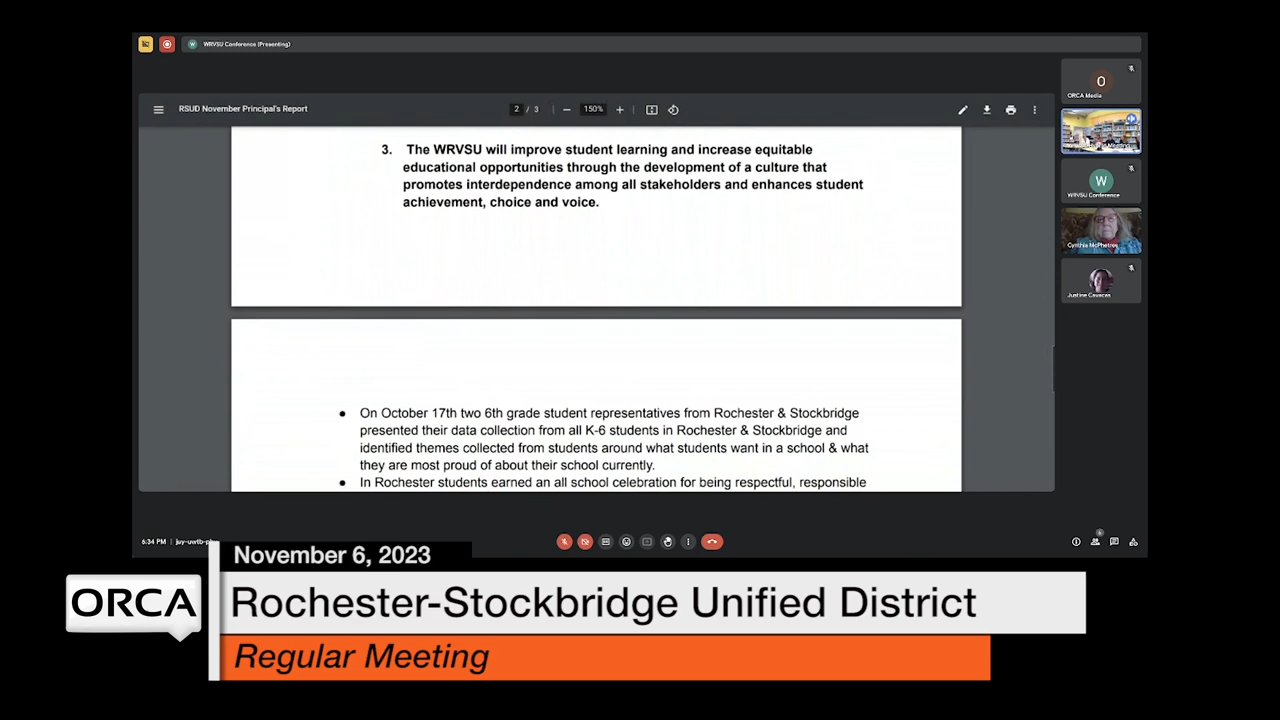 WRVSU Conference (Presenting)
RSUD November Principal's Report
2 / 3
150%
3. The WRVSU will improve student learning and increase equitable
educational opportunities through the development of a culture that
promotes interdependence among all stakeholders and enhances student
achievement, choice and voice.
● On October 17th two 6th grade student representatives from Rochester & Stockbridge
presented their data collection from all K-6 students in Rochester & Stockbridge and
identified themes collected from students around what students want in a school & what
they are most proud of about their school currently.
● In Rochester students earned an all school celebration for being respectful, responsible
O
ORCA Media
Meeting
W
WRVSU Conference
Cynthia McPhetres
Justine
6:34 PM
November 6, 2023
ORCA
Rochester-Stockbridge Unified District
Regular Meeting